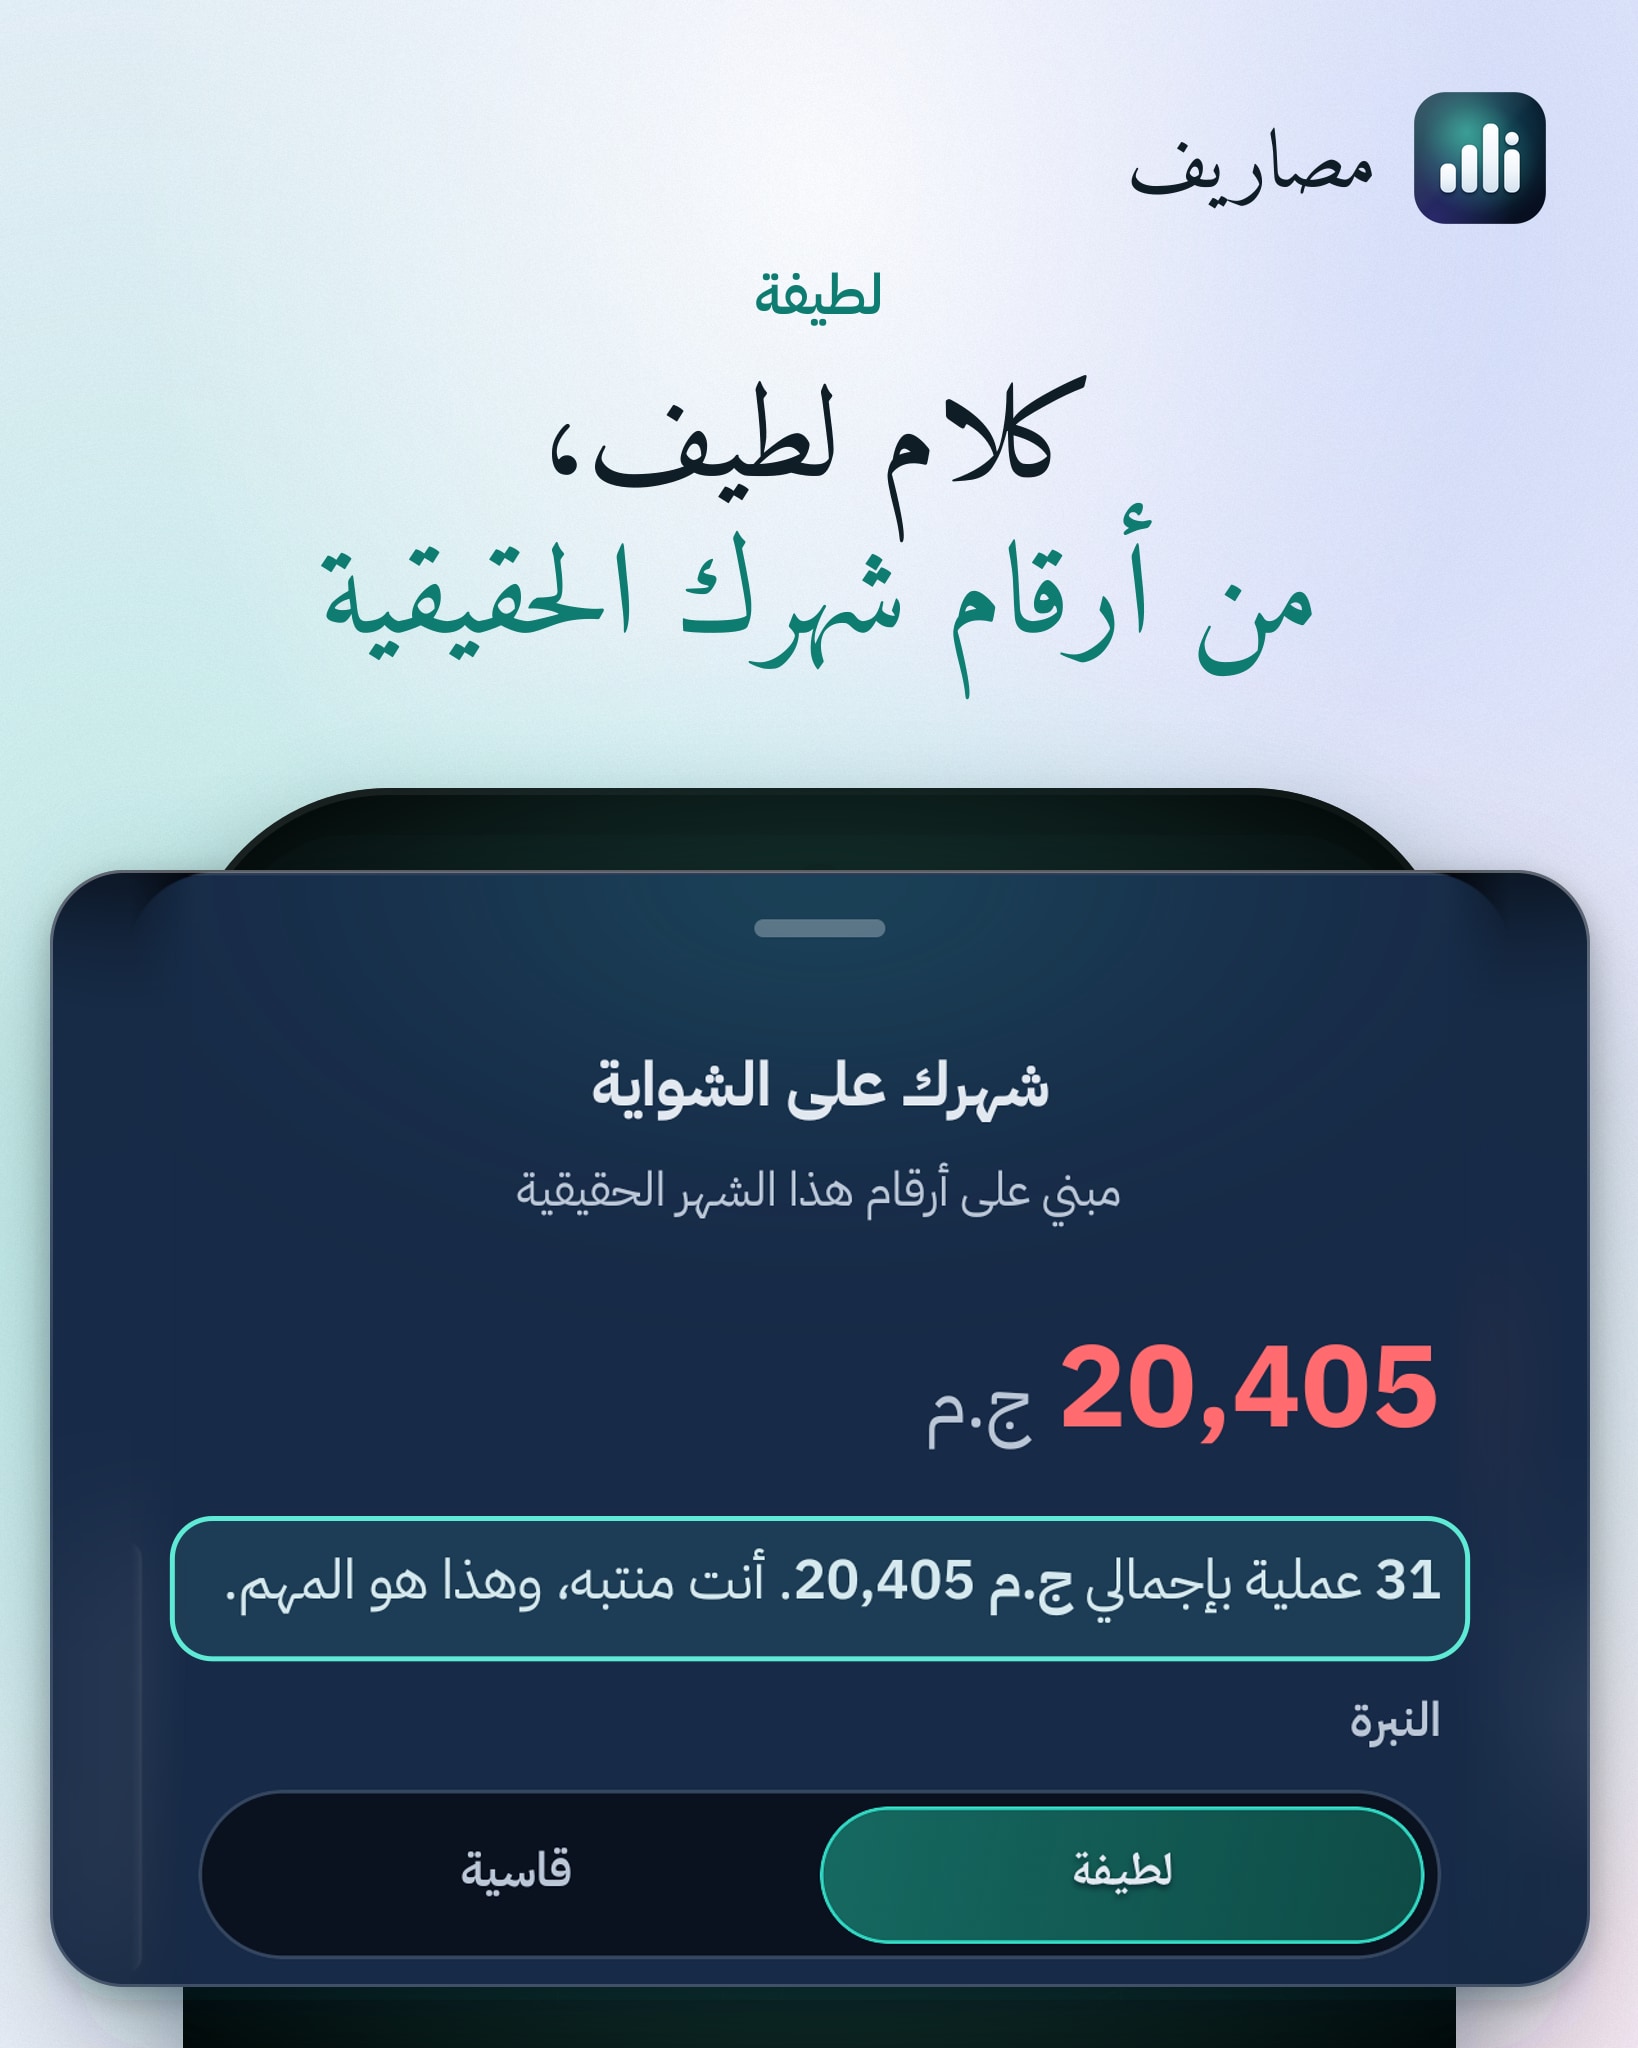 مصاريف
لطيفة
كلام لطيف،
من أرقام شهرك الحقيقية
شهرك على الشواية
مبني على أرقام هذا الشهر الحقيقية
20,405 ج.م
31 عملية بإجمالي ج.م 20,405. أنت منتبه، وهذا هو المهم.
النبرة
لطيفة
قاسية